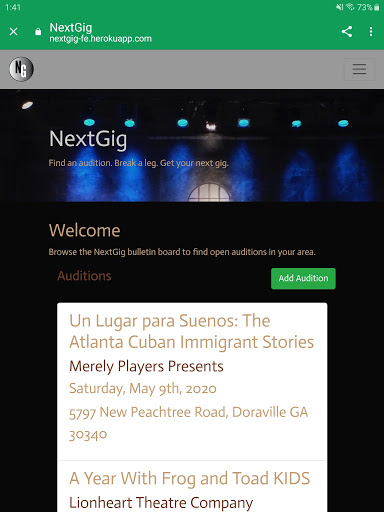 1:41
73%
NextGig
nextgig-fe.herokuapp.com
NG
NextGig
Find an audition. Break a leg. Get your next gig.
Welcome
Browse the NextGig bulletin board to find open auditions in your area.
Auditions
Add Audition
Un Lugar para Suenos: The
Atlanta Cuban Immigrant Stories
Merely Players Presents
Saturday, May 9th, 2020
5797 New Peachtree Road, Doraville GA
30340
A Year With Frog and Toad KIDS
Lionheart Theatre Company